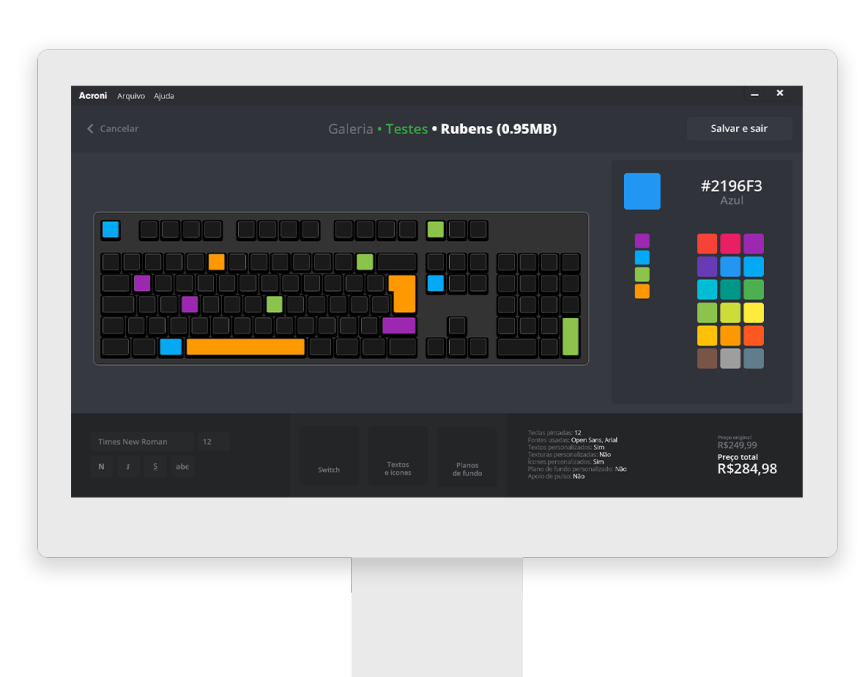 Acroni Arquivo Ajuda
Cancelar
Galeria • Testes • Rubens (0.95MB)
Salvar e sair
#2196F3
Azul
Times New Roman 12
N I S abc
Switch
Textos
e ícones
Planos
de fundo
Teclas pintadas: 12
Fontes usadas: Open Sans, Arial
Textos personalizados: Sim
Texturas personalizadas: Não
Ícones personalizados: Sim
Plano de fundo personalizado: Não
Apoio de pulso: Não
Preço original
R$249,99
Preço total
R$284,98